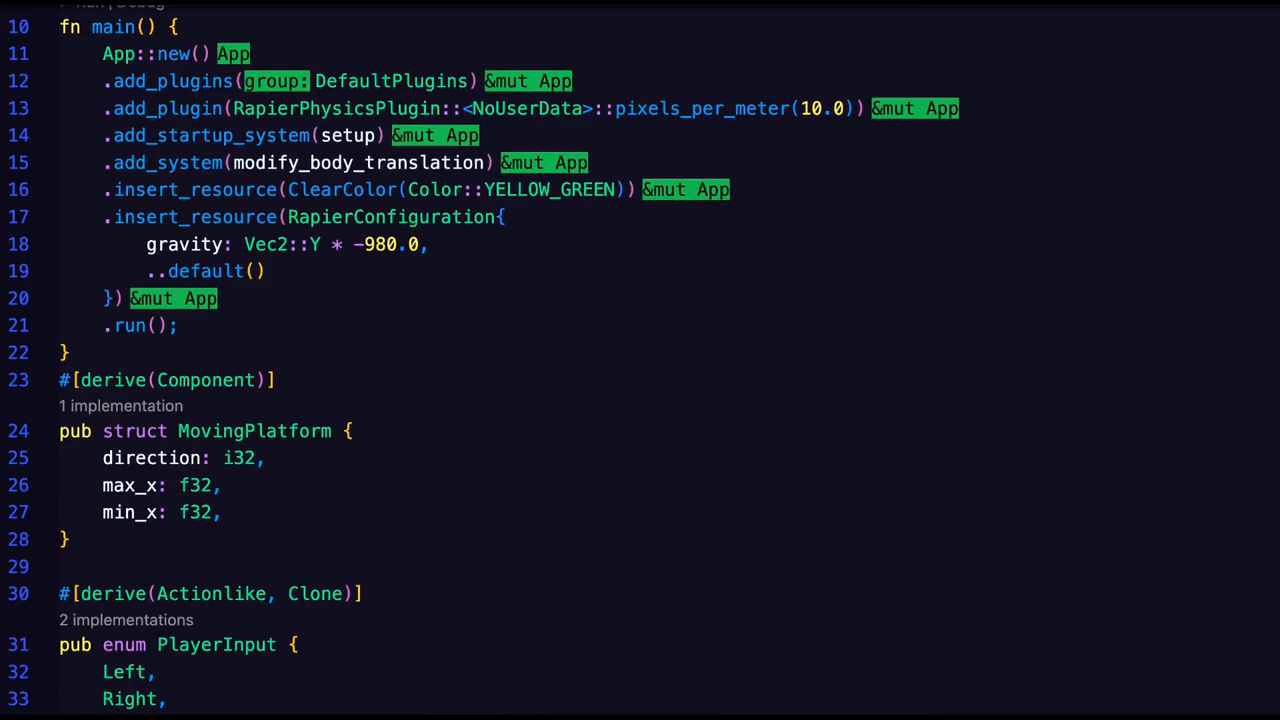 Run | Debug
10 fn main() {
11 App::new() App
12 .add_plugins(group: DefaultPlugins) &mut App
13 .add_plugin(RapierPhysicsPlugin::<NoUserData>::pixels_per_meter(10.0)) &mut App
14 .add_startup_system(setup) &mut App
15 .add_system(modify_body_translation) &mut App
16 .insert_resource(ClearColor(Color::YELLOW_GREEN)) &mut App
17 .insert_resource(RapierConfiguration{
18 gravity: Vec2::Y * -980.0,
19 ..default()
20 }) &mut App
21 .run();
22 }
23 #[derive(Component)]
1 implementation
24 pub struct MovingPlatform {
25 direction: i32,
26 max_x: f32,
27 min_x: f32,
28 }
29
30 #[derive(Actionlike, Clone)]
2 implementations
31 pub enum PlayerInput {
32 Left,
33 Right,